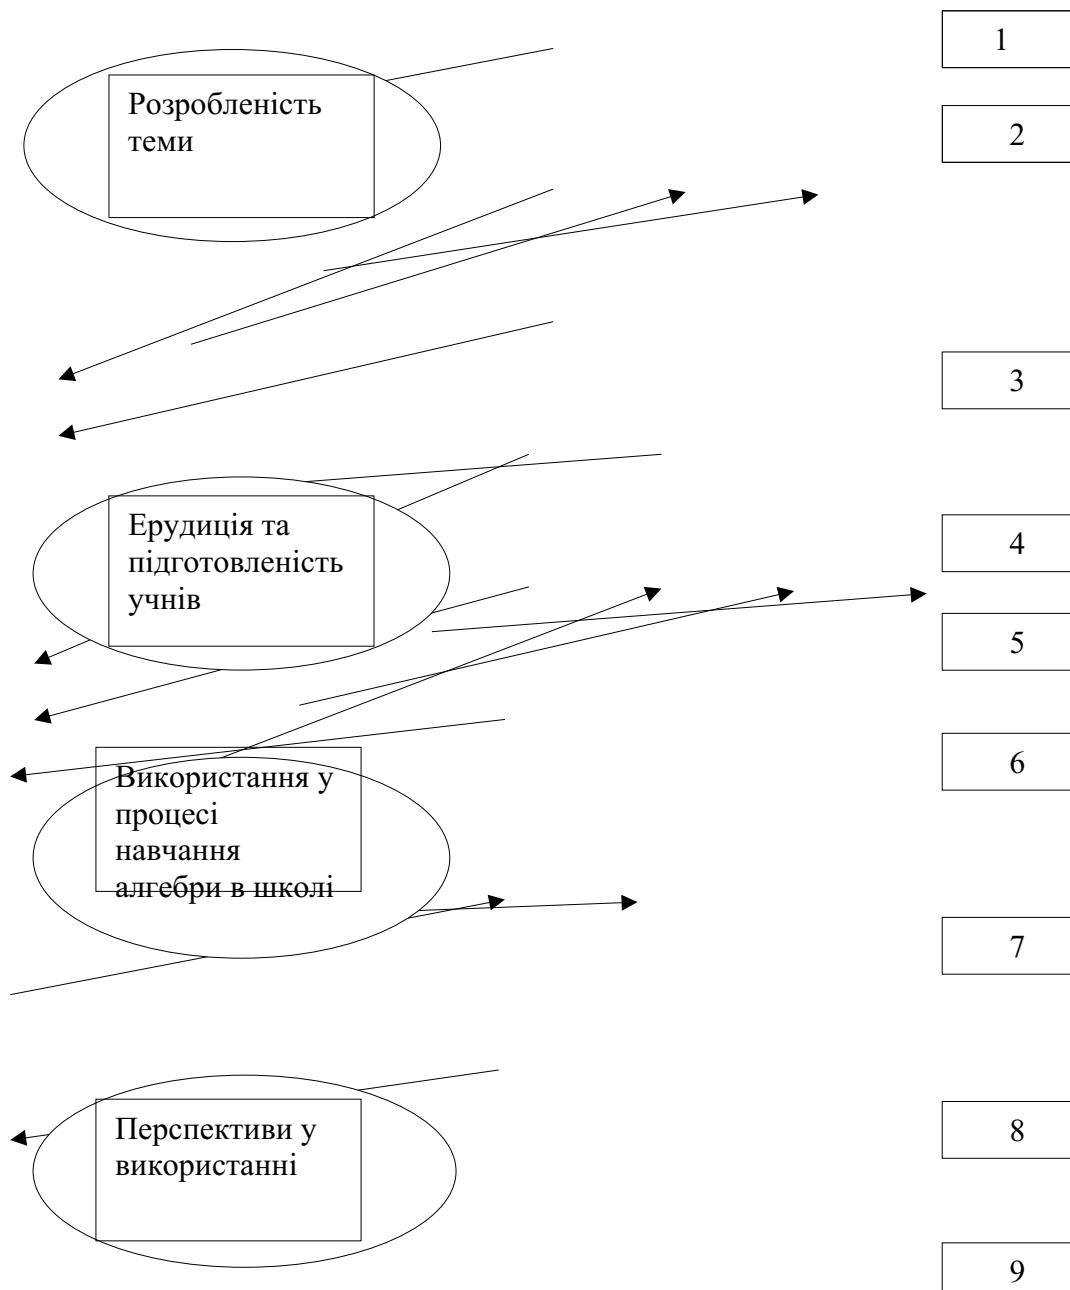 1
Розробленість
теми
2
3
Ерудиція та
підготовленість
учнів
4
5
Використання у
процесі
навчання
алгебри в школі
6
7
Перспективи у
використанні
8
9